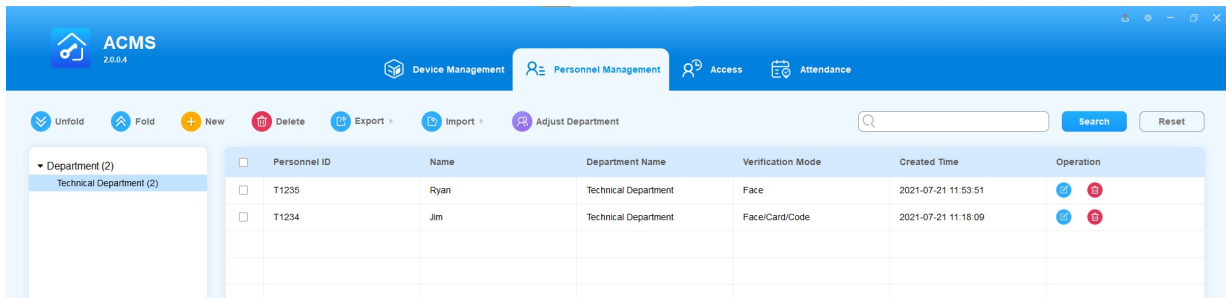 ACMS
2.0.0.4
Device Management Personnel Management Access Attendance
Unfold Fold New Delete Export Import Adjust Department Search Reset
Department (2)
Technical Department (2)
Personnel ID Name Department Name Verification Mode Created Time Operation
T1235 Ryan Technical Department Face 2021-07-21 11:53:51
T1234 Jim Technical Department Face/Card/Code 2021-07-21 11:18:09